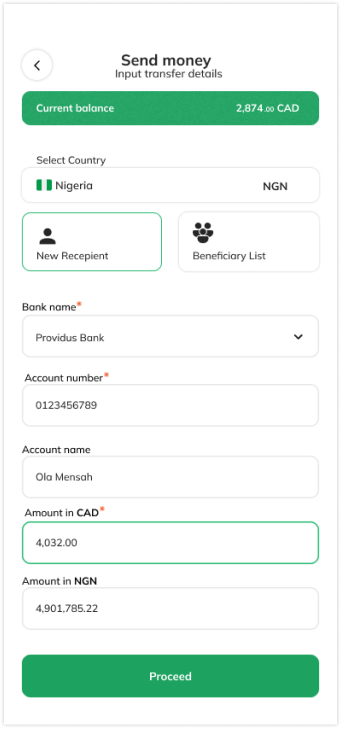 Send money
Input transfer details
Current balance 2,874.00 CAD
Select Country
Nigeria NGN
New Recepient Beneficiary List
Bank name*
Providus Bank
Account number*
0123456789
Account name
Ola Mensah
Amount in CAD*
4,032.00
Amount in NGN
4,901,785.22
Proceed